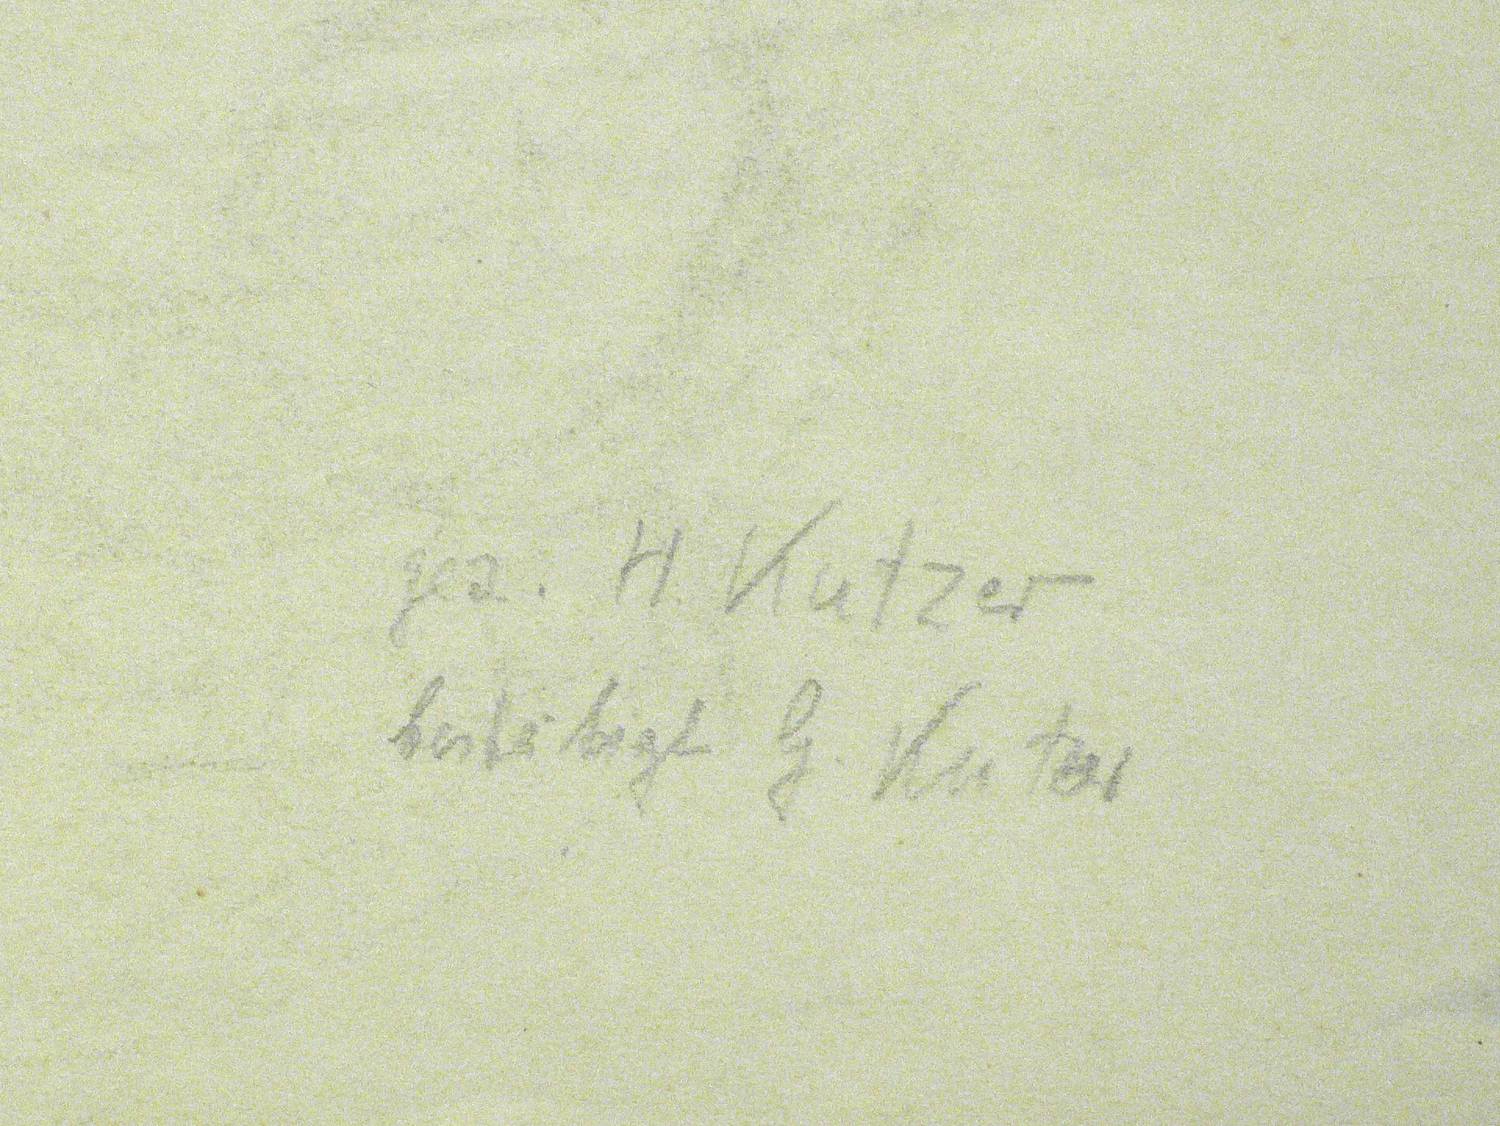 gez. H. Kutzer
bestätigt G. Kutzer